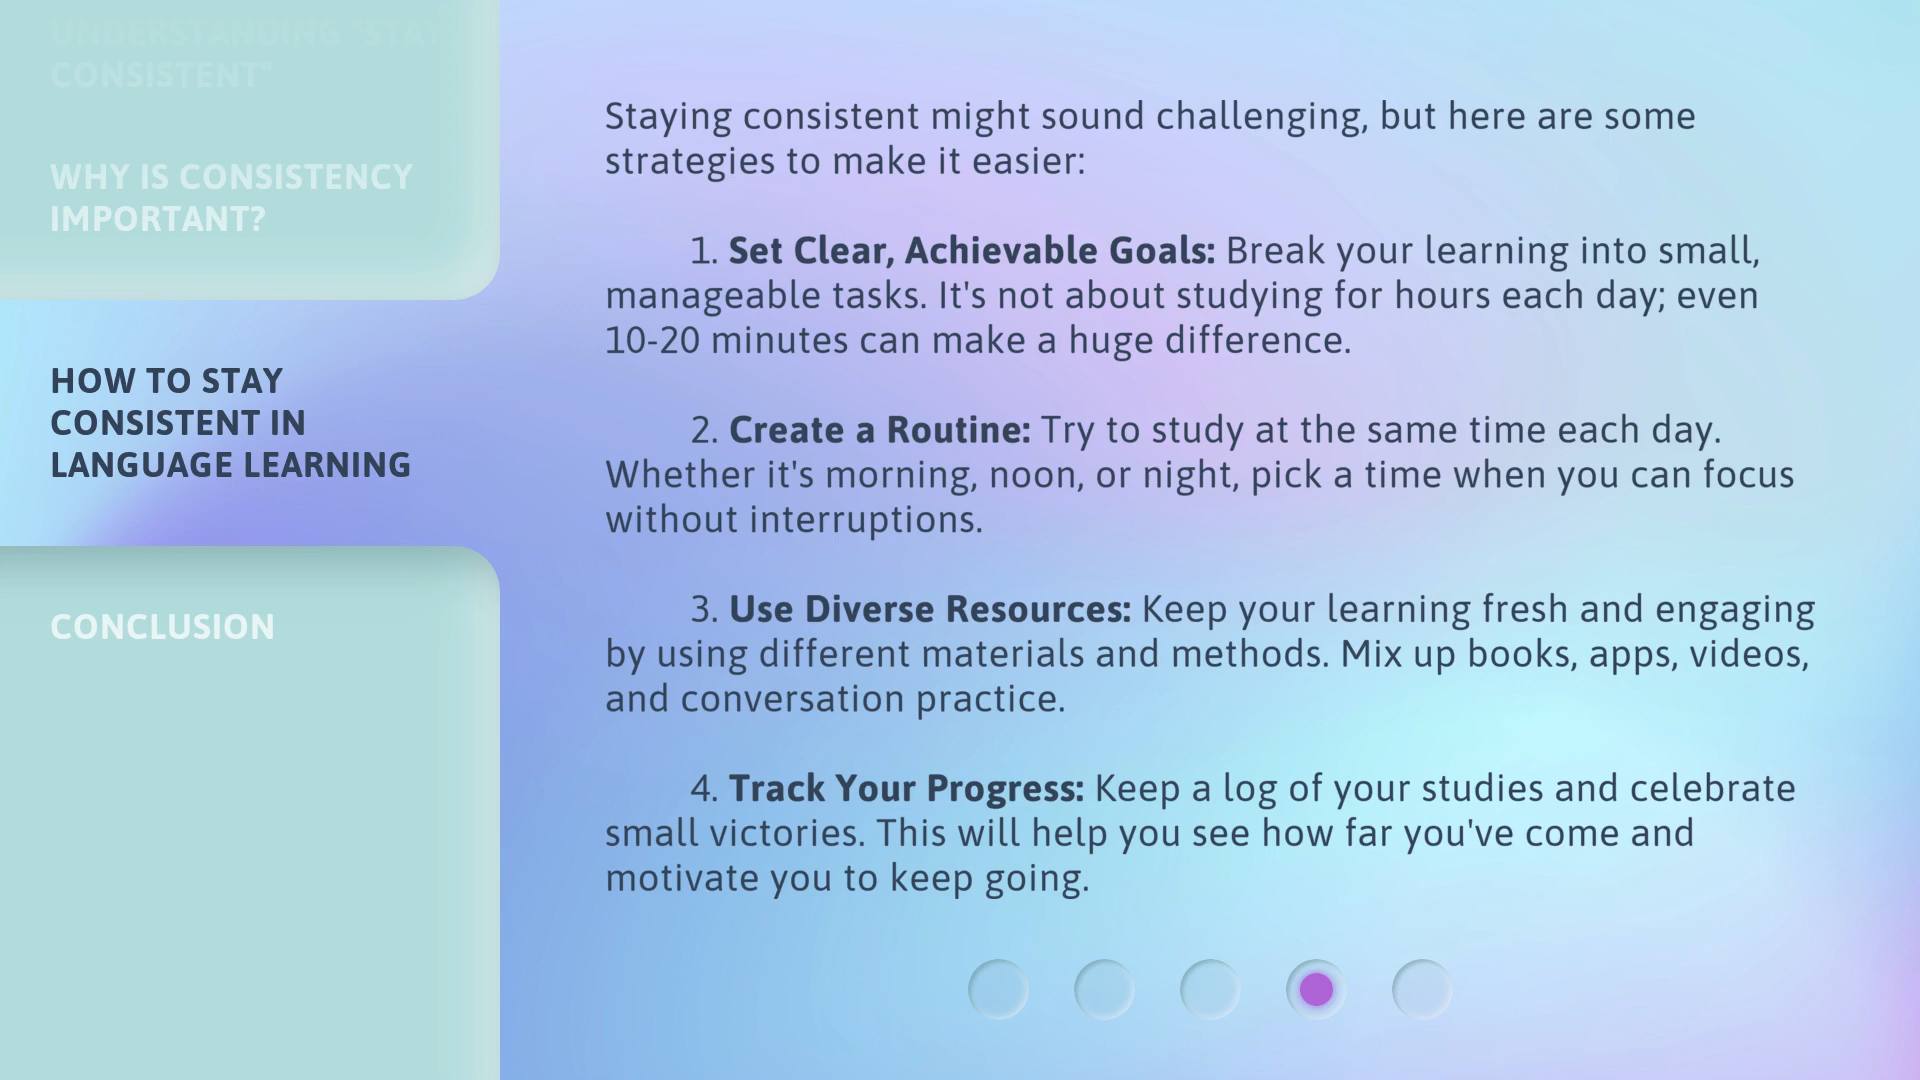 UNDERSTANDING "STAY
CONSISTENT"
WHY IS CONSISTENCY
IMPORTANT?
HOW TO STAY
CONSISTENT IN
LANGUAGE LEARNING
CONCLUSION
Staying consistent might sound challenging, but here are some
strategies to make it easier:
1. Set Clear, Achievable Goals: Break your learning into small,
manageable tasks. It's not about studying for hours each day; even
10-20 minutes can make a huge difference.
2. Create a Routine: Try to study at the same time each day.
Whether it's morning, noon, or night, pick a time when you can focus
without interruptions.
3. Use Diverse Resources: Keep your learning fresh and engaging
by using different materials and methods. Mix up books, apps, videos,
and conversation practice.
4. Track Your Progress: Keep a log of your studies and celebrate
small victories. This will help you see how far you've come and
motivate you to keep going.